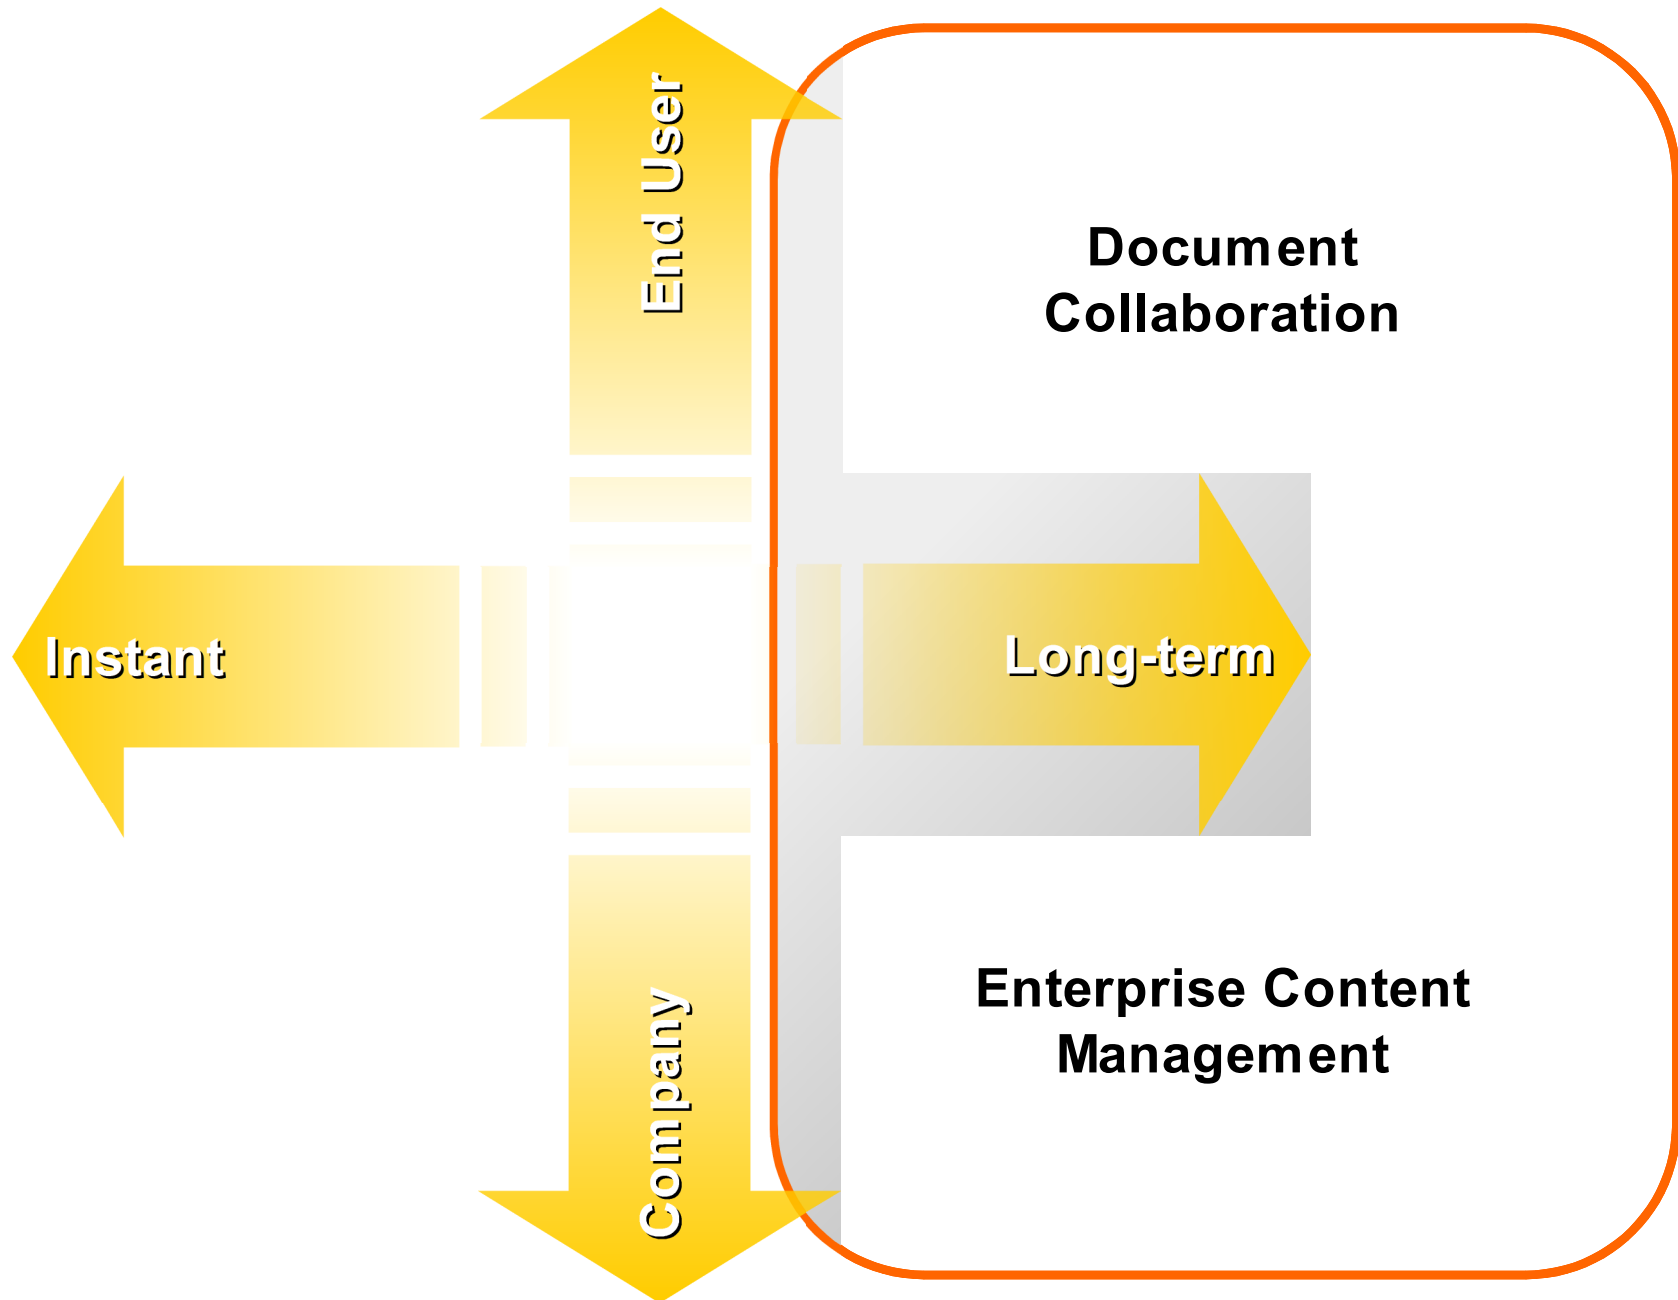 End User
Document
Collaboration
Instant
Long-term
Enterprise Content
Management
Company